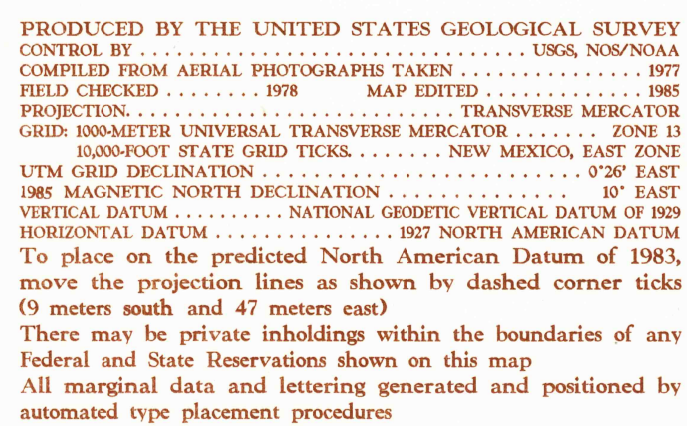 PRODUCED BY THE UNITED STATES GEOLOGICAL SURVEY
CONTROL BY . . . . . . . . . . . . . . . . . . . . . . . . . . . . . . . . . . USGS, NOS/NOAA
COMPILED FROM AERIAL PHOTOGRAPHS TAKEN . . . . . . . . . . . . . . . . 1977
FIELD CHECKED . . . . . . . . 1978 MAP EDITED . . . . . . . . . . . . . . 1985
PROJECTION. . . . . . . . . . . . . . . . . . . . . . . . . . . . . TRANSVERSE MERCATOR
GRID: 1000-METER UNIVERSAL TRANSVERSE MERCATOR . . . . . . . ZONE 13
10,000-FOOT STATE GRID TICKS. . . . . . . . NEW MEXICO, EAST ZONE
UTM GRID DECLINATION . . . . . . . . . . . . . . . . . . . . . . . . . . . . . 0°26' EAST
1985 MAGNETIC NORTH DECLINATION . . . . . . . . . . . . . . 10° EAST
VERTICAL DATUM . . . . . . . . . . NATIONAL GEODETIC VERTICAL DATUM OF 1929
HORIZONTAL DATUM . . . . . . . . . . . . . . . . 1927 NORTH AMERICAN DATUM
To place on the predicted North American Datum of 1983,
move the projection lines as shown by dashed corner ticks
(9 meters south and 47 meters east)
There may be private inholdings within the boundaries of any
Federal and State Reservations shown on this map
All marginal data and lettering generated and positioned by
automated type placement procedures